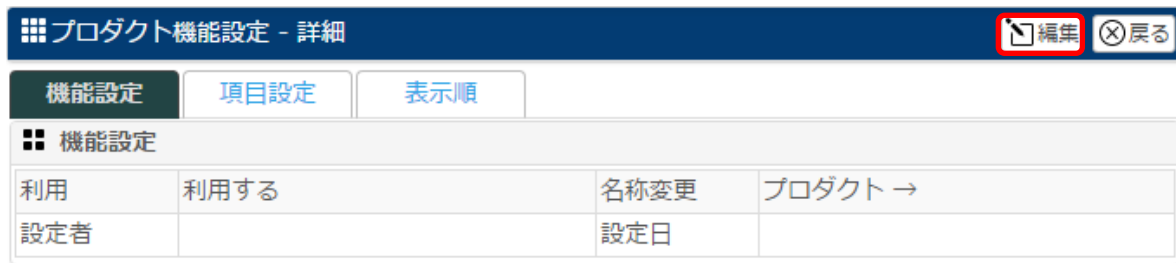 プロダクト機能設定 - 詳細 編集 戻る
機能設定 項目設定 表示順
機能設定
利用 利用する 名称変更 プロダクト →
設定者 設定日